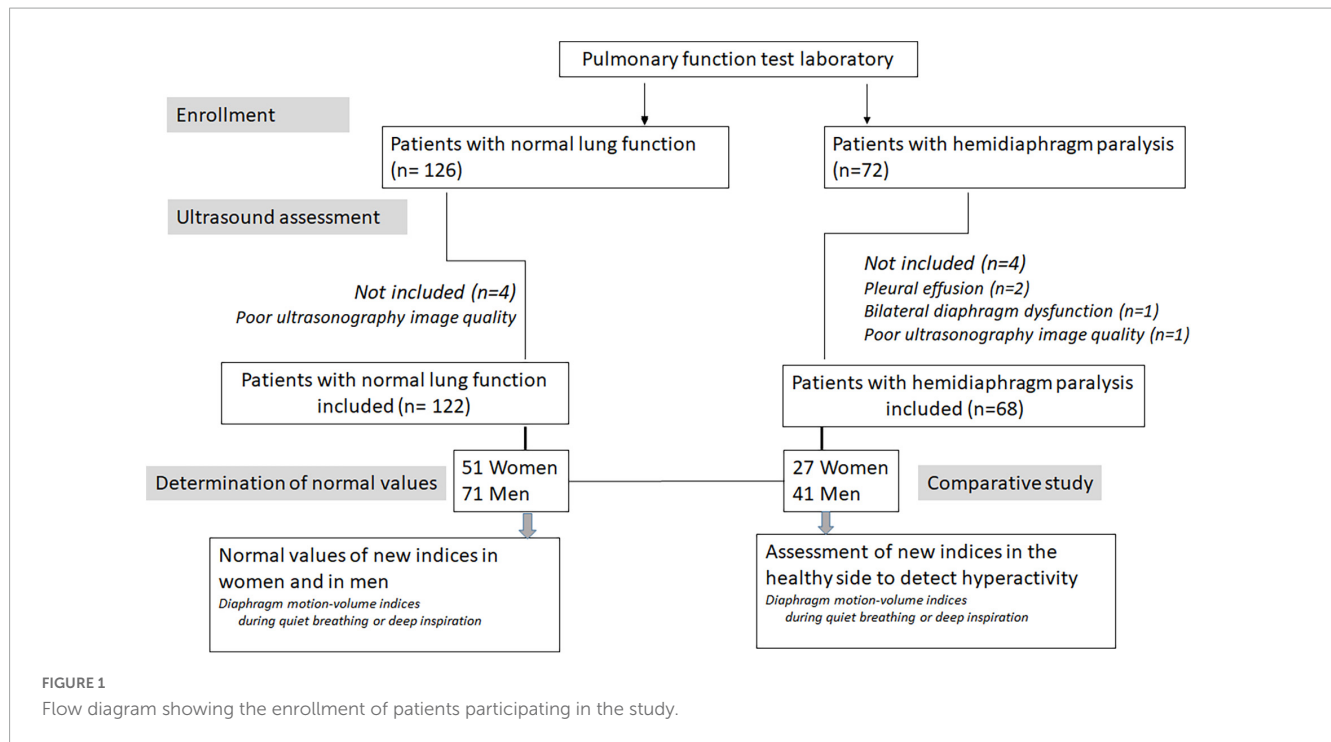 Pulmonary function test laboratory
Enrollment
Patients with normal lung function
(n= 126)
Patients with hemidiaphragm paralysis
(n=72)
Ultrasound assessment
Not included (n=4)
Poor ultrasonography image quality
Not included (n=4)
Pleural effusion (n=2)
Bilateral diaphragm dysfunction (n=1)
Poor ultrasonography image quality (n=1)
Patients with normal lung function
included (n= 122)
Patients with hemidiaphragm paralysis
included (n=68)
Determination of normal values
51 Women
71 Men
27 Women
41 Men
Comparative study
Normal values of new indices in
women and in men
Diaphragm motion-volume indices
during quiet breathing or deep inspiration
Assessment of new indices in the
healthy side to detect hyperactivity
Diaphragm motion-volume indices
during quiet breathing or deep inspiration
FIGURE 1
Flow diagram showing the enrollment of patients participating in the study.